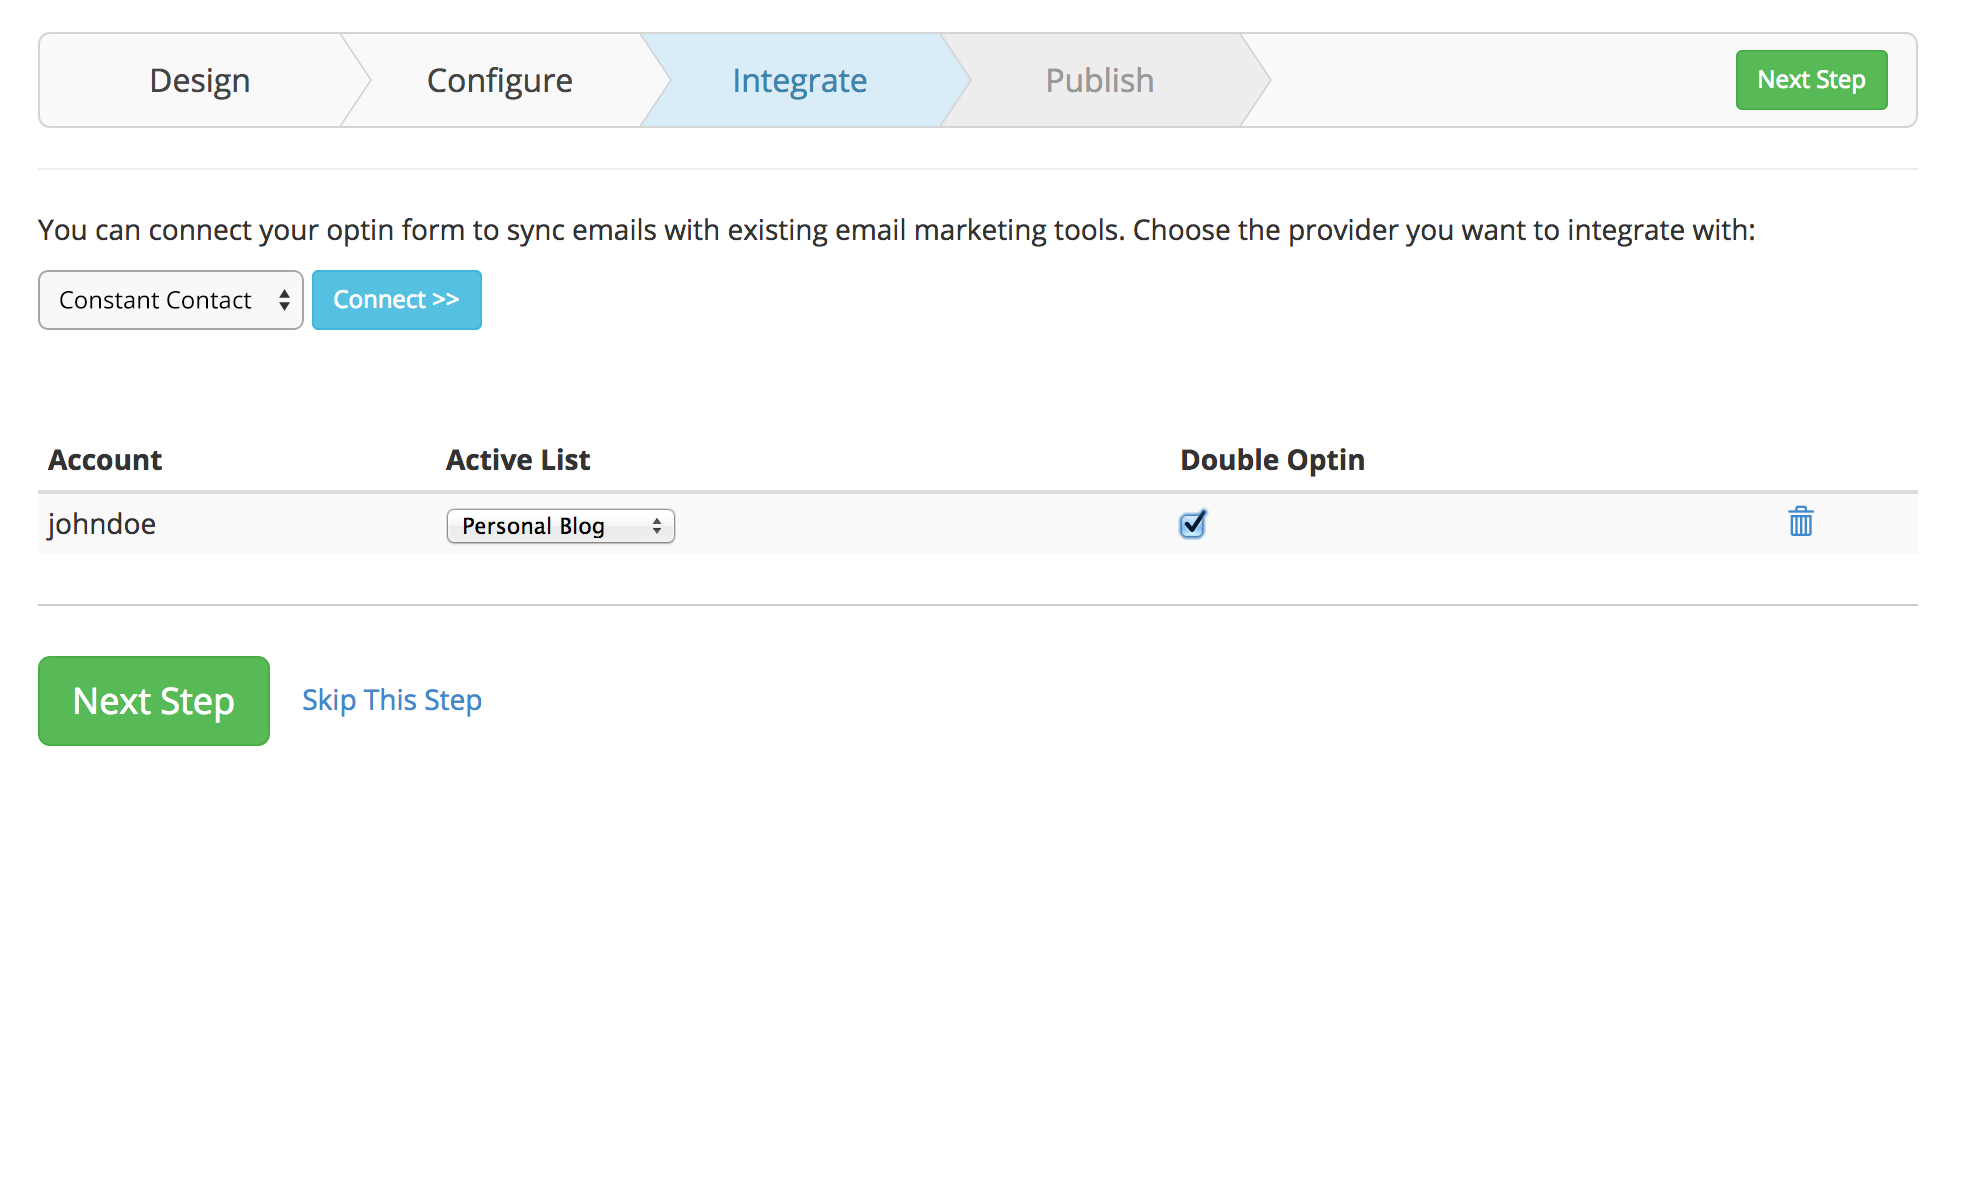 Design Configure Integrate Publish Next Step
You can connect your optin form to sync emails with existing email marketing tools. Choose the provider you want to integrate with:
Constant Contact Connect >>
Account Active List Double Optin
johndoe Personal Blog
Next Step Skip This Step